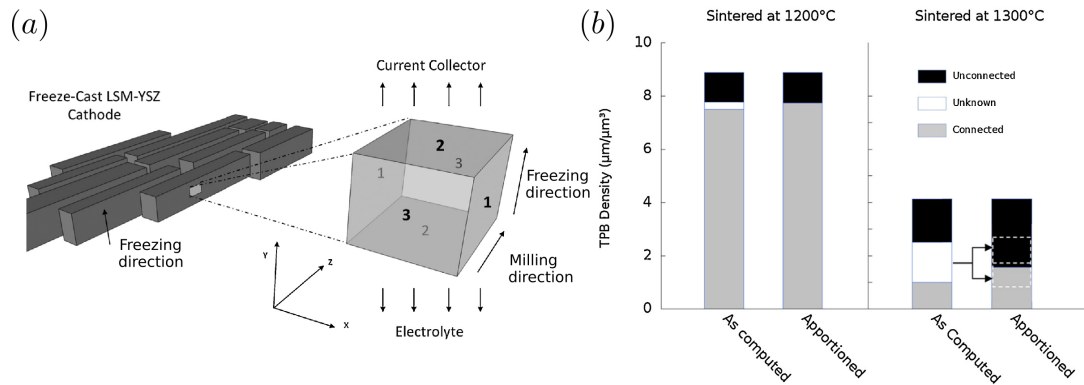 (a)
Current Collector
Freeze-Cast LSM-YSZ
Cathode
2
3
1
Freezing
direction
1
3
2
Freezing
direction
Milling
direction
Y
Z
X
Electrolyte
(b)
Sintered at 1200°C
Sintered at 1300°C
TPB Density (μm/μm³)
10
8
6
4
2
0
Unconnected
Unknown
Connected
As computed
Apportioned
As Computed
Apportioned